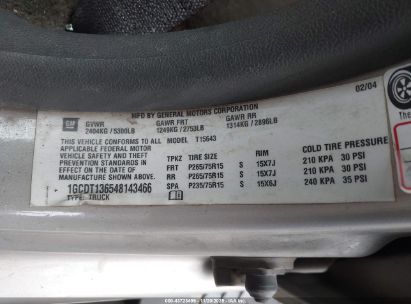 02/04
MFD BY GENERAL MOTORS CORPORATION
GM GVWR GAWR FRT GAWR RR
2404KG / 5300LB 1249KG / 2753LB 1314KG / 2896LB
THIS VEHICLE CONFORMS TO ALL MODEL T15643
APPLICABLE FEDERAL MOTOR
VEHICLE SAFETY AND THEFT TPKZ TIRE SIZE COLD TIRE PRESSURE
PREVENTION STANDARDS IN FRT P265/75R15 S 15X7J 210 KPA 30 PSI
EFFECT ON THE DATE OF RR P265/75R15 S 15X7J 210 KPA 30 PSI
MANUFACTURE SHOWN ABOVE. SPA P235/75R15 S 15X6J 240 KPA 35 PSI
1GCDT136548143466
TYPE: TRUCK